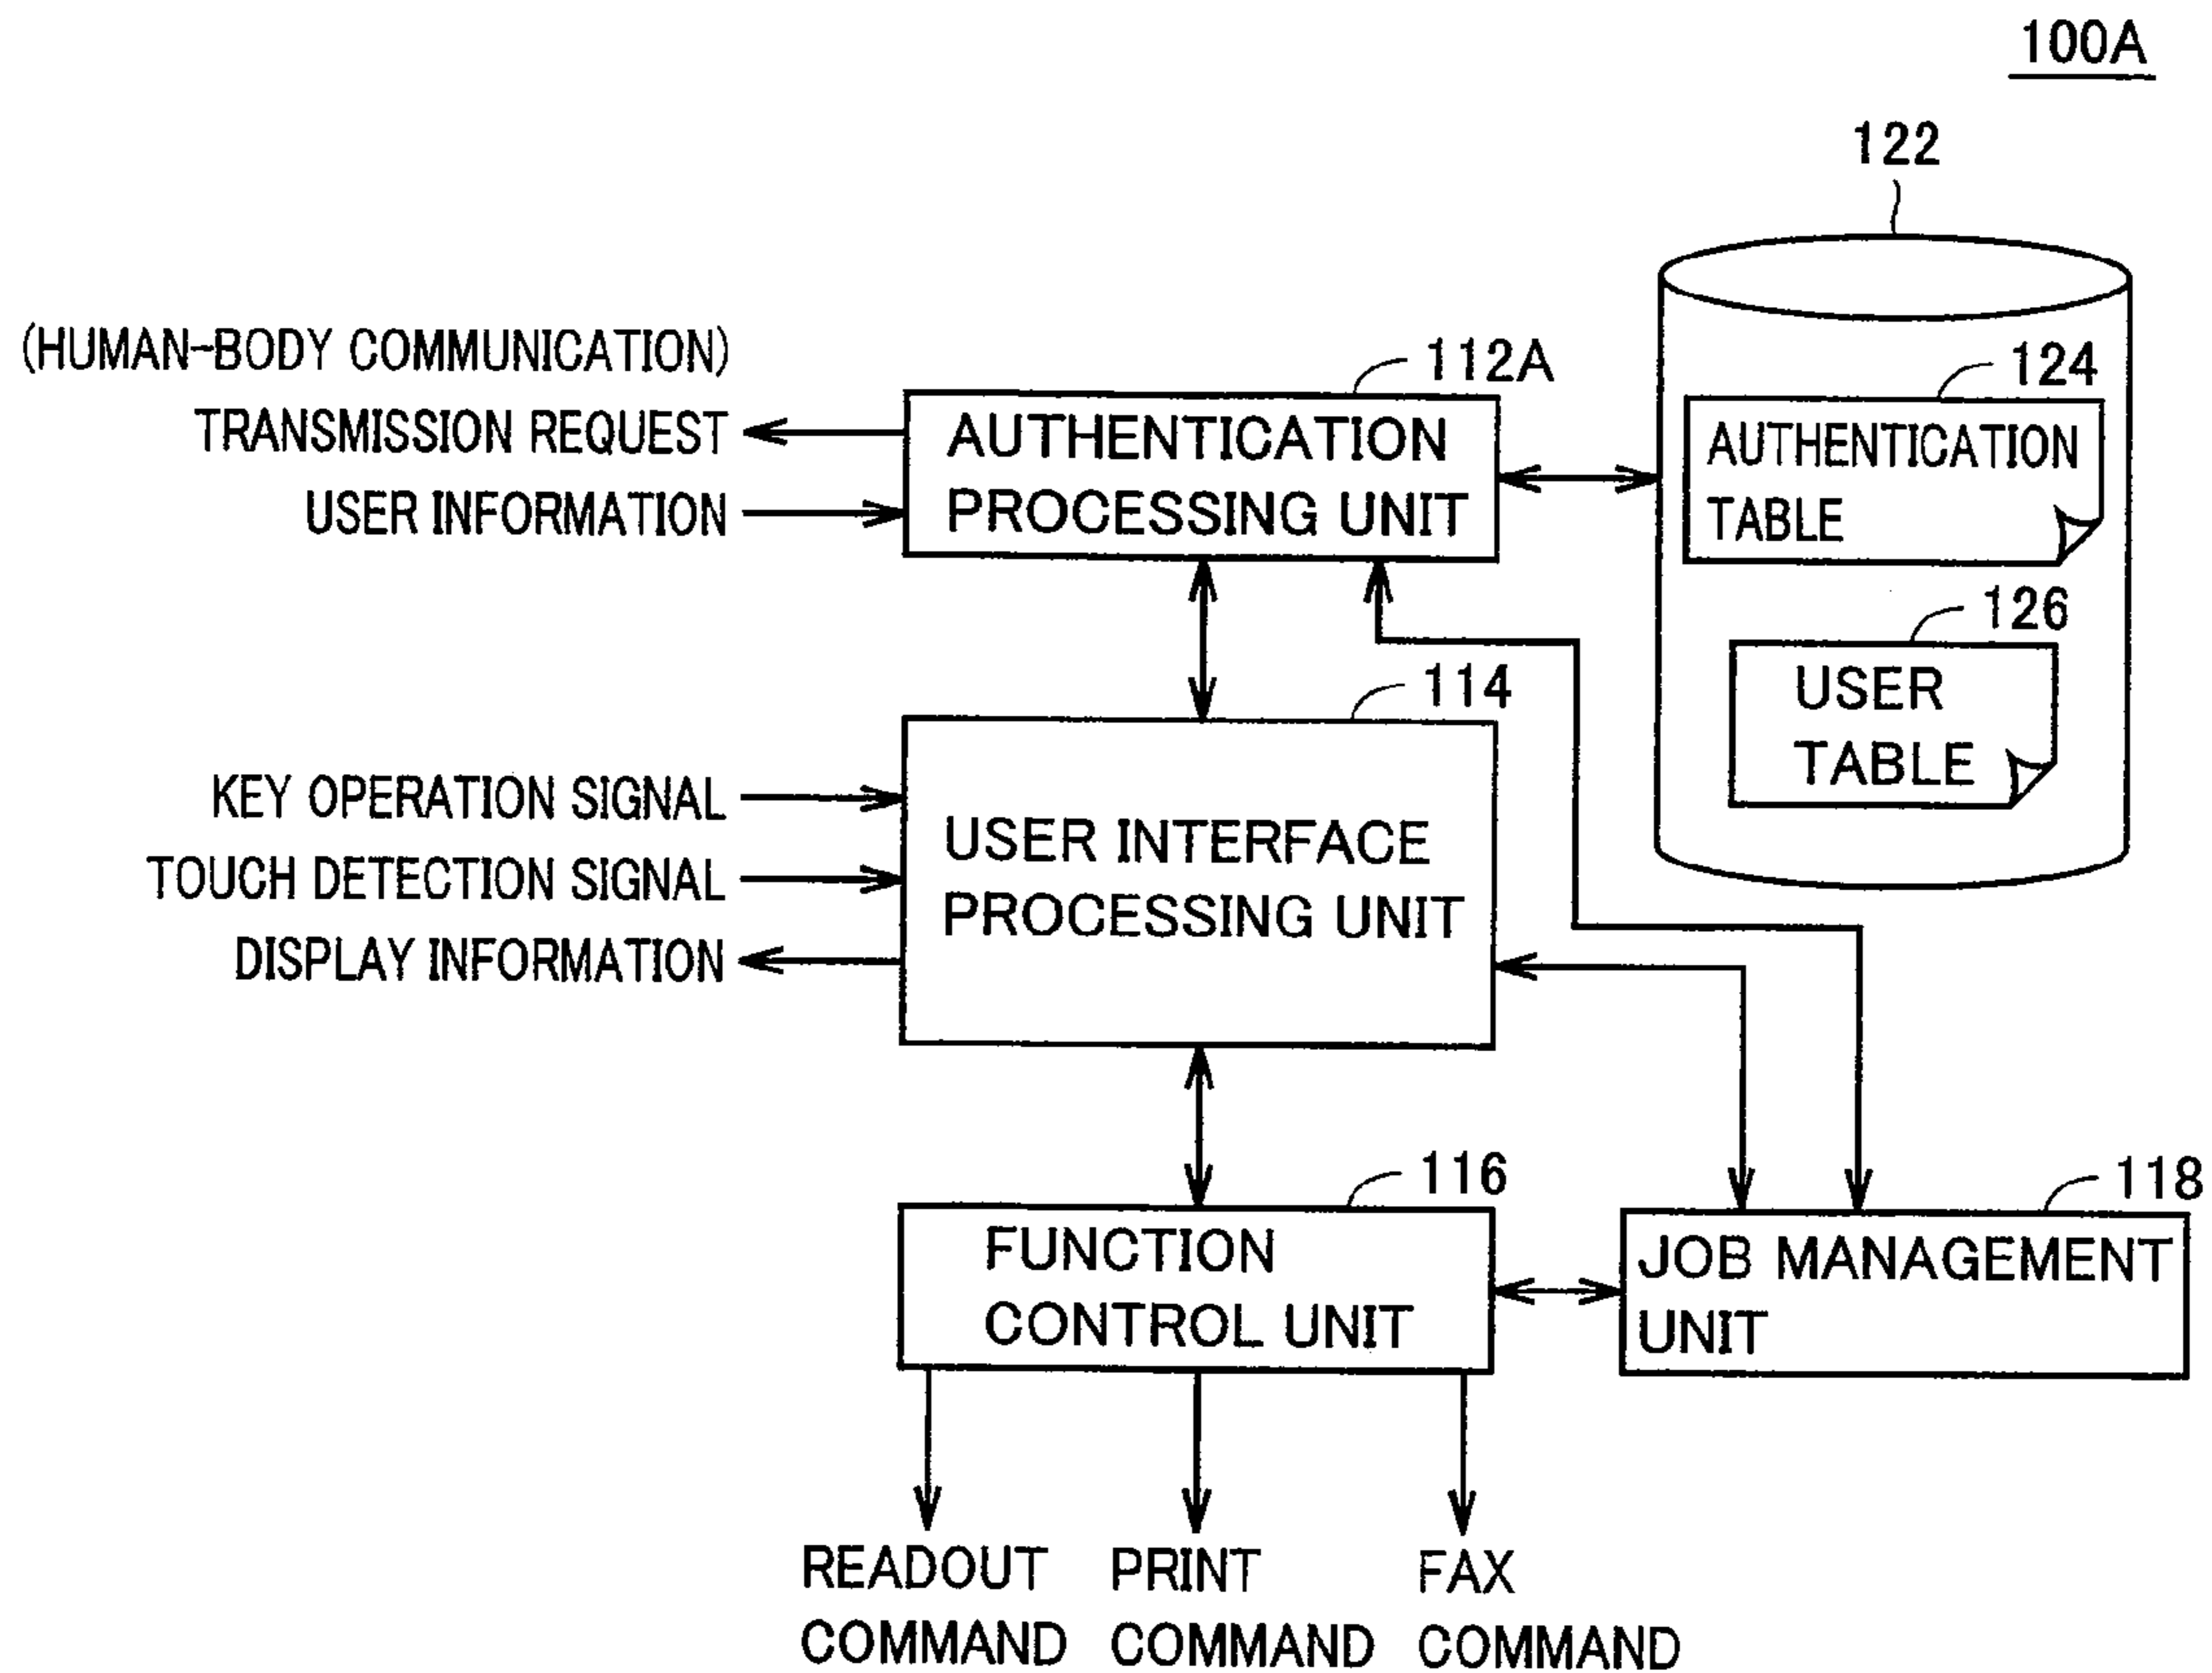 100A
122
(HUMAN-BODY COMMUNICATION)
TRANSMISSION REQUEST
USER INFORMATION
112A
AUTHENTICATION
PROCESSING UNIT
124
AUTHENTICATION
TABLE
126
USER
TABLE
114
KEY OPERATION SIGNAL
TOUCH DETECTION SIGNAL
DISPLAY INFORMATION
USER INTERFACE
PROCESSING UNIT
116
FUNCTION
CONTROL UNIT
118
JOB MANAGEMENT
UNIT
READOUT
COMMAND
PRINT
COMMAND
FAX
COMMAND